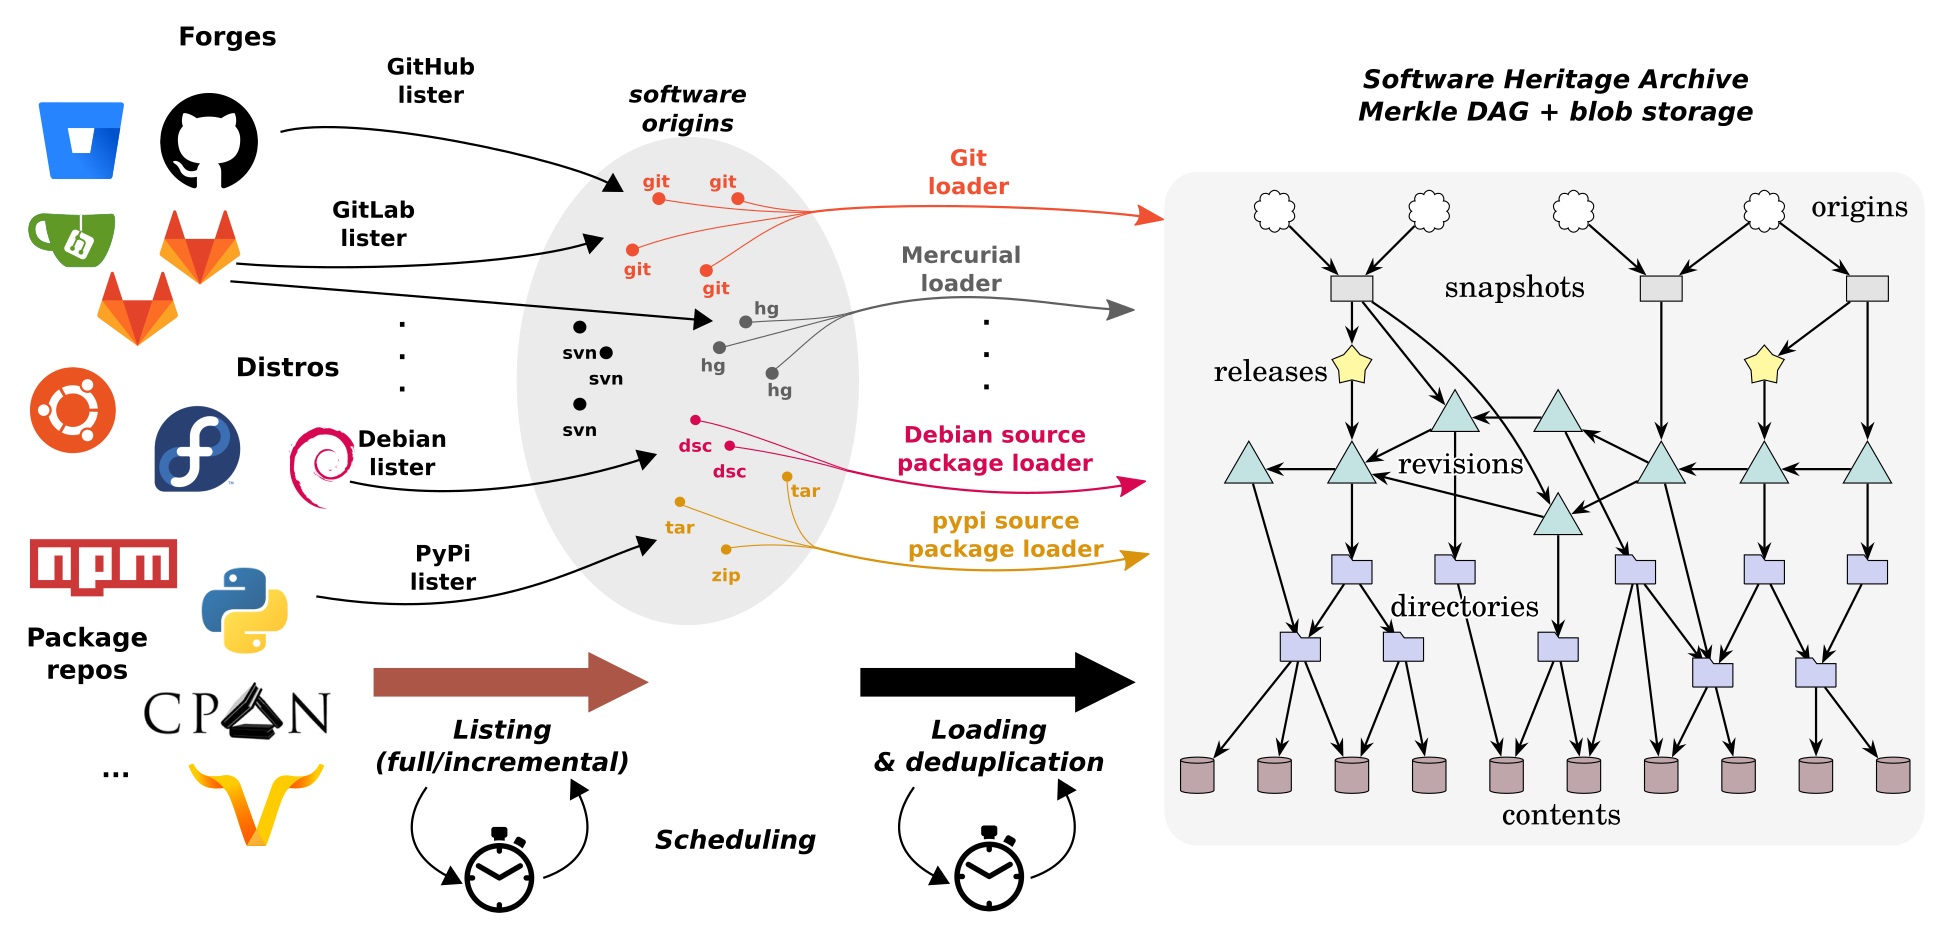 Forges
GitHub
lister
software
origins
Software Heritage Archive
Merkle DAG + blob storage
git
git
git
git
Git
loader
GitLab
lister
Mercurial
loader
hg
hg
hg
.
.
.
.
.
.
svn
svn
svn
Distros
Debian
lister
dsc
dsc
Debian source
package loader
tar
tar
zip
pypi source
package loader
npm
PyPi
lister
Package
repos
CPAN
...
Listing
(full/incremental)
Loading
& deduplication
Scheduling
origins
snapshots
releases
revisions
directories
contents